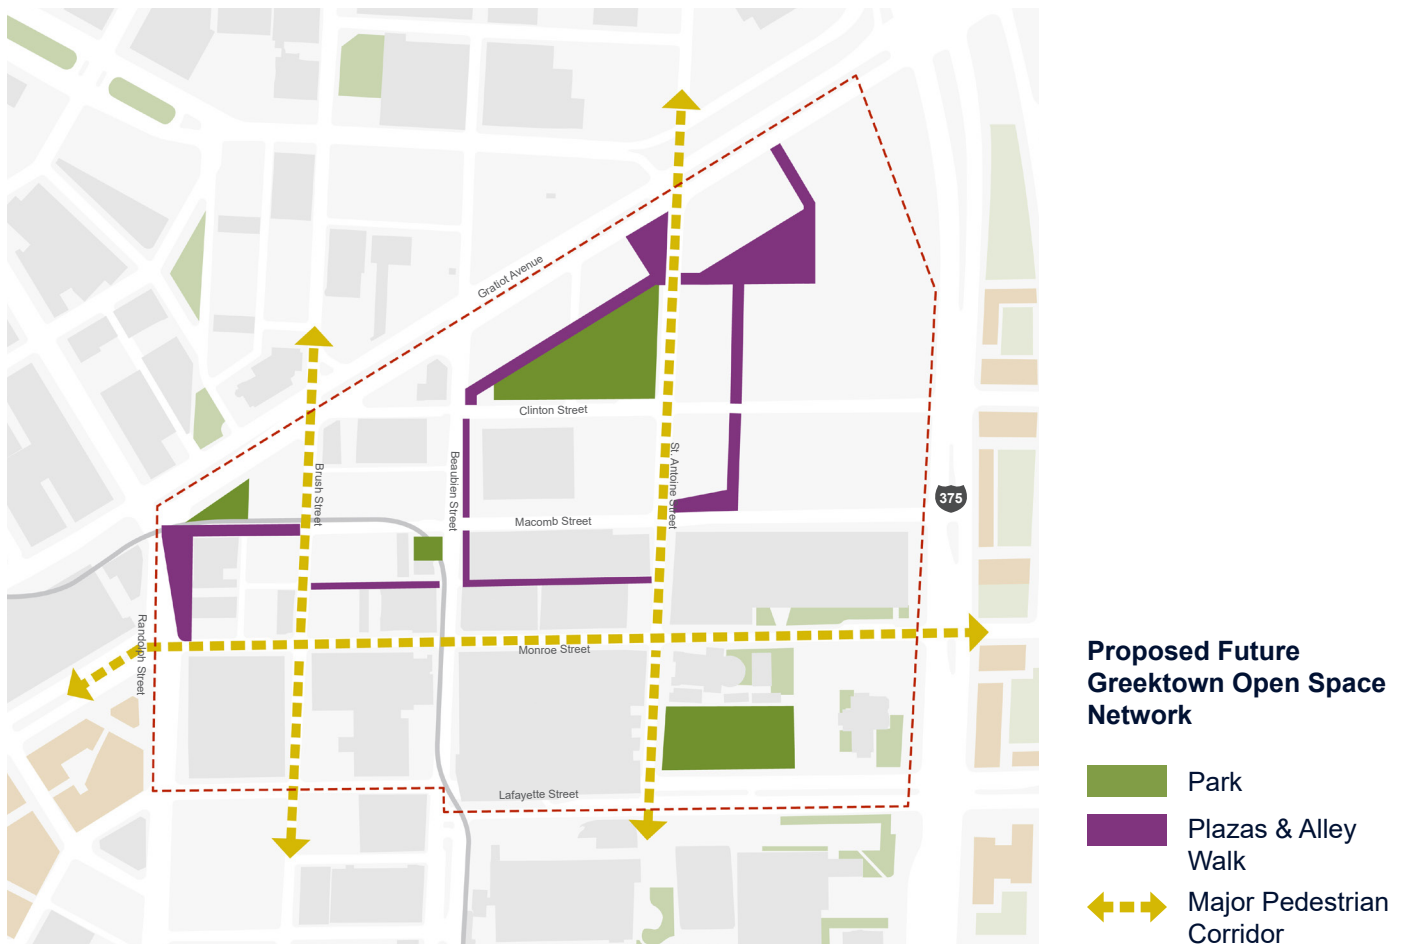 Gratiot Avenue
Clinton Street
Brush Street
Beaubien Street
St. Antoine Street
375
Macomb Street
Randolph Street
Monroe Street
Lafayette Street
Proposed Future
Greektown Open Space
Network
Park
Plazas & Alley
Walk
Major Pedestrian
Corridor